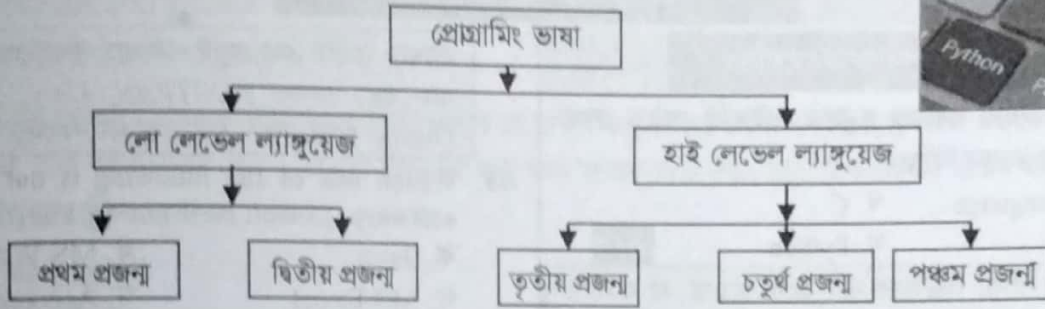 প্রোগ্রামিং ভাষা
Python
লো লেভেল ল্যাঙ্গুয়েজ
হাই লেভেল ল্যাঙ্গুয়েজ
প্রথম প্রজন্ম
দ্বিতীয় প্রজন্ম
তৃতীয় প্রজন্ম
চতুর্থ প্রজন্ম
পঞ্চম প্রজন্ম